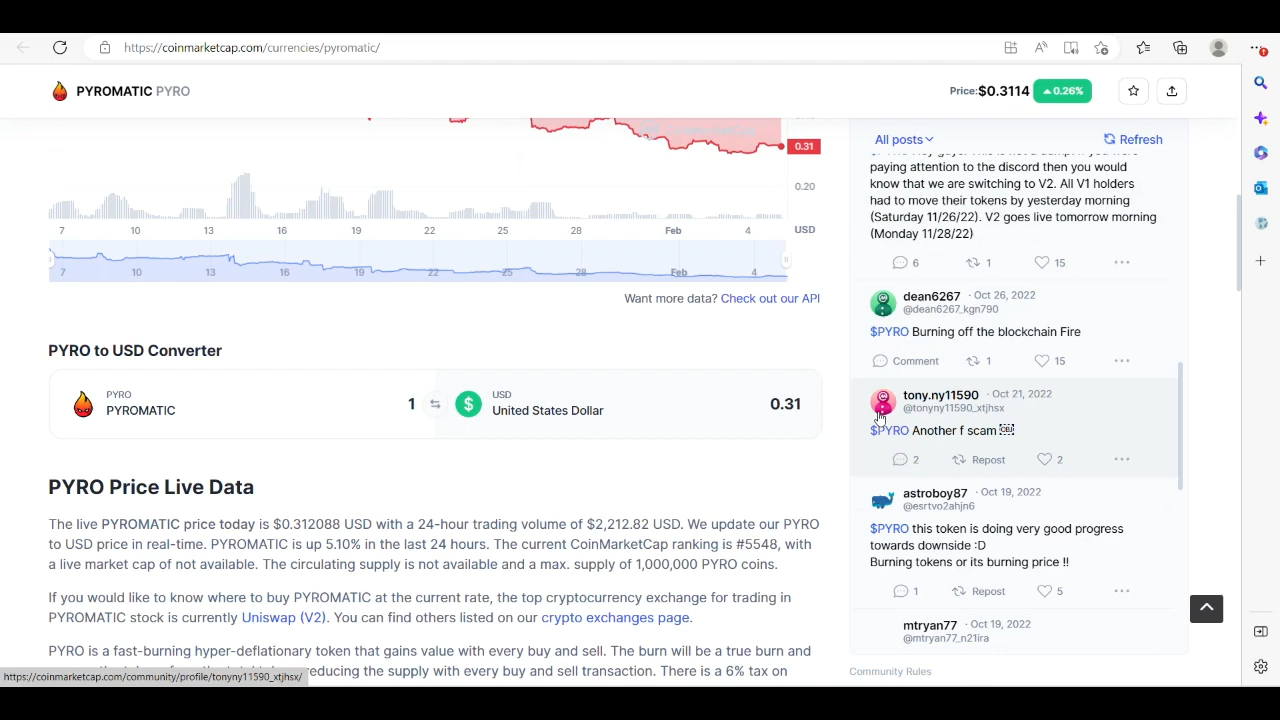 https://coinmarketcap.com/currencies/pyromatic/
PYROMATIC PYRO
Price:$0.3114
0.26%
0.31
0.20
7 10 13 16 19 22 25 28 Feb 4 USD
7 10 13 16 19 22 25 28 Feb 4
Want more data? Check out our API
PYRO to USD Converter
PYRO
PYROMATIC
1
USD
United States Dollar
0.31
PYRO Price Live Data
The live PYROMATIC price today is $0.312088 USD with a 24-hour trading volume of $2,212.82 USD. We update our PYRO
to USD price in real-time. PYROMATIC is up 5.10% in the last 24 hours. The current CoinMarketCap ranking is #5548, with
a live market cap of not available. The circulating supply is not available and a max. supply of 1,000,000 PYRO coins.
If you would like to know where to buy PYROMATIC at the current rate, the top cryptocurrency exchange for trading in
PYROMATIC stock is currently Uniswap (V2). You can find others listed on our crypto exchanges page.
PYRO is a fast-burning hyper-deflationary token that gains value with every buy and sell. The burn will be a true burn and
reducing the supply with every buy and sell transaction. There is a 6% tax on
https://coinmarketcap.com/community/profile/tonyny11590_xtjhsx/
All posts
Refresh
paying attention to the discord then you would
know that we are switching to V2. All V1 holders
had to move their tokens by yesterday morning
(Saturday 11/26/22). V2 goes live tomorrow morning
(Monday 11/28/22)
6 1 15
dean6267 · Oct 26, 2022
@dean6267_kgn790
$PYRO Burning off the blockchain Fire
Comment 1 15
tony.ny11590 · Oct 21, 2022
@tonyny11590_xtjhsx
$PYRO Another f scam OBJ
2 Repost 2
astroboy87 · Oct 19, 2022
@esrtvo2ahjn6
$PYRO this token is doing very good progress
towards downside :D
Burning tokens or its burning price !!
1 Repost 5
mtryan77 · Oct 19, 2022
@mtryan77_n21ira
Community Rules